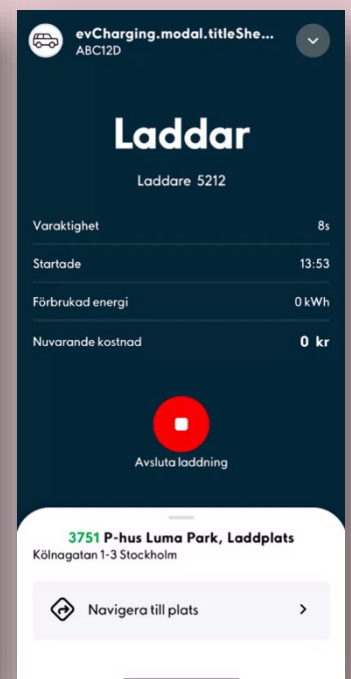 evCharging.modal.titleShe...
ABC12D
Laddar
Laddare 5212
Varaktighet 8s
Startade 13:53
Förbrukad energi 0 kWh
Nuvarande kostnad 0 kr
Avsluta laddning
3751 P-hus Luma Park, Laddplats
Kölnagatan 1-3 Stockholm
Navigera till plats